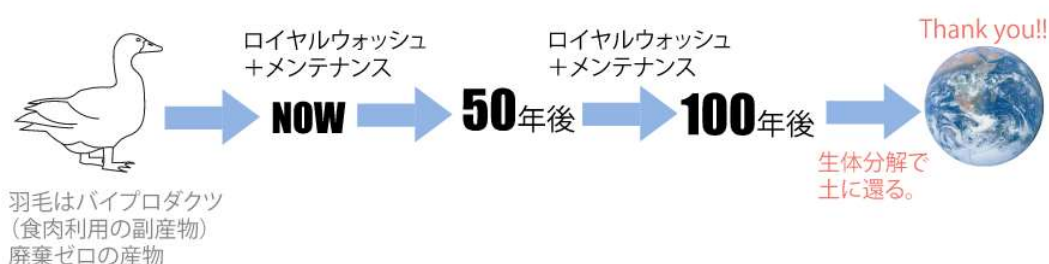 Thank you!!
ロイヤルウォッシュ
＋メンテナンス
ロイヤルウォッシュ
＋メンテナンス
NOW
50年後
100年後
生体分解で
土に還る。
羽毛はバイプロダクツ
（食肉利用の副産物）
廃棄ゼロの産物